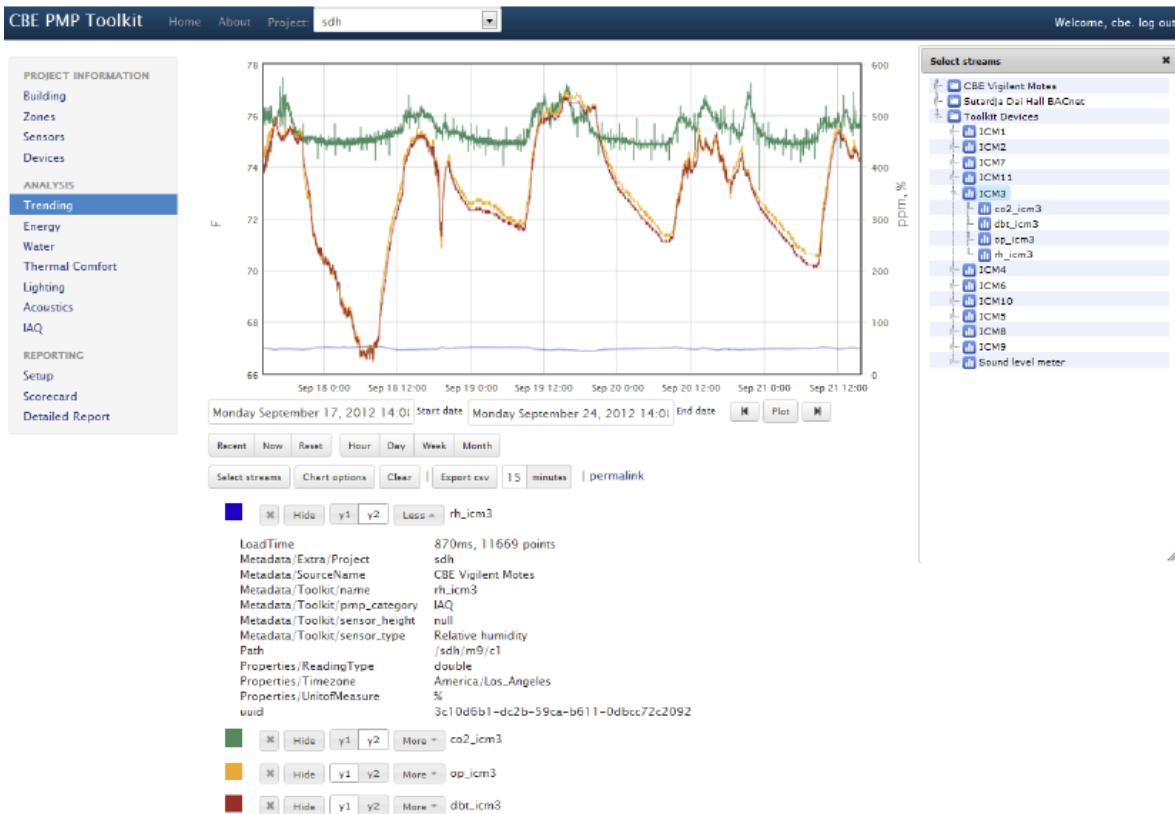 CBE PMP Toolkit Home About Project: sdh Welcome, cbe. log out
PROJECT INFORMATION
Building
Zones
Sensors
Devices
ANALYSIS
Trending
Energy
Water
Thermal Comfort
Lighting
Acoustics
IAQ
REPORTING
Setup
Scorecard
Detailed Report
78
76
74
72
70
68
66
F
600
500
400
300
200
100
0
ppm, %
Sep 18 0:00 Sep 18 12:00 Sep 19 0:00 Sep 19 12:00 Sep 20 0:00 Sep 20 12:00 Sep 21 0:00 Sep 21 12:00
Monday September 17, 2012 14:0 Start date Monday September 24, 2012 14:0 End date Plot
Recent Now Reset Hour Day Week Month
Select streams Chart options Clear | Export csv 15 minutes | permalink
Hide y1 y2 Less rh_icm3
LoadTime 870ms, 11669 points
Metadata/Extra/Project sdh
Metadata/SourceName CBE Vigilent Motes
Metadata/Toolkit/name rh_icm3
Metadata/Toolkit/pmp_category IAQ
Metadata/Toolkit/sensor_height null
Metadata/Toolkit/sensor_type Relative humidity
Path /sdh/m9/c1
Properties/ReadingType double
Properties/Timezone America/Los_Angeles
Properties/UnitofMeasure %
uuid 3c10d6b1-dc2b-59ca-b611-0dbcc72c2092
Hide y1 y2 More co2_icm3
Hide y1 y2 More op_icm3
Hide y1 y2 More dbt_icm3
Select streams
CBE Vigilent Motes
Sutardja Dai Hall BACnet
Toolkit Devices
ICM1
ICM2
ICM7
ICM11
ICM3
co2_icm3
dbt_icm3
op_icm3
rh_icm3
ICM4
ICM6
ICM10
ICM5
ICM8
ICM9
Sound level meter